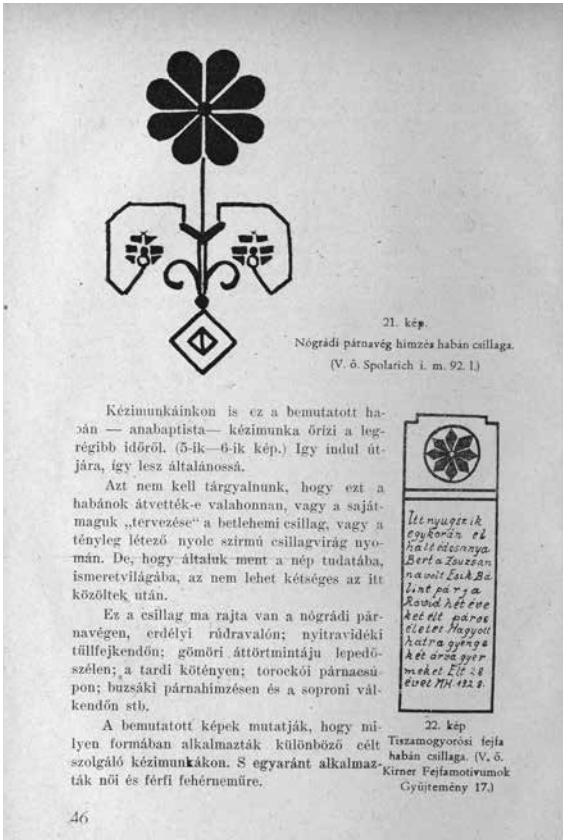 21. kép.
Nógrádi párnavég hímzés habán csillaga.
(V. ö. Spolarich i. m. 92. l.)
Kézimunkáinkon is ez a bemutatott ha-
bán — anabaptista— kézimunka őrízi a leg-
régibb időről. (5-ik—6-ik kép.) Igy indul út-
jára, így lesz általánossá.
Azt nem kell tárgyalnunk, hogy ezt a
habánok átvették-e valahonnan, vagy a saját-
maguk „tervezése“ a betlehemi csillag, vagy a
tényleg létező nyolc szirmú csillagvirág nyo-
mán. De, hogy általuk ment a nép tudatába,
ismeretvilágába, az nem lehet kétséges az itt
közöltek után.
Ez a csillag ma rajta van a nógrádi pár-
navégen, erdélyi rúdravalón; nyitravidéki
tüllfejkendőn; gömöri áttörtmintáju lepedő-
szélen; a tardi kötényen; torockói párnacsú-
pon; buzsáki párnahímzésen és a soproni vál-
kendőn stb.
A bemutatott képek mutatják, hogy mi-
lyen formában alkalmazták különböző célt
szolgáló kézimunkákon. S egyaránt alkalmaz-
ták női és férfi fehérneműre.
Itt nyugszik
egykorán el
halt édesanya
Berta Zsuzsan
na volt Esik Bá
lint párja
Rövid hét éve
ket élt páros
életet Hagyott
hátra gyenge
két árva gyer
meket Élt 28
évet MH. 1928.
22. kép
Tiszamogyorósi fejfa
habán csillaga. (V. ö.
Kirner Fejfamotivumok
Gyüjtemény 17.)
46